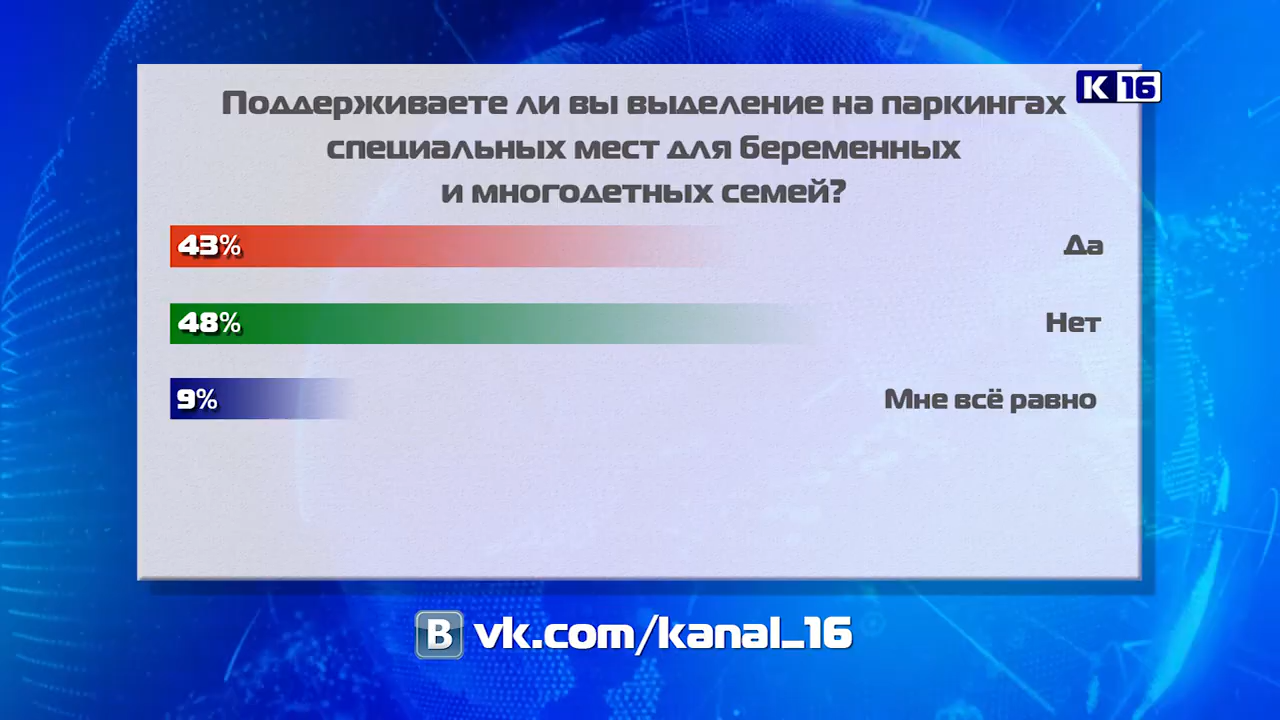 Поддерживаете ли вы выделение на паркингах
К 16
специальных мест для беременных
и многодетных семей?
43% Да
48% Нет
9% Мне всё равно
В vk.com/kanal_16